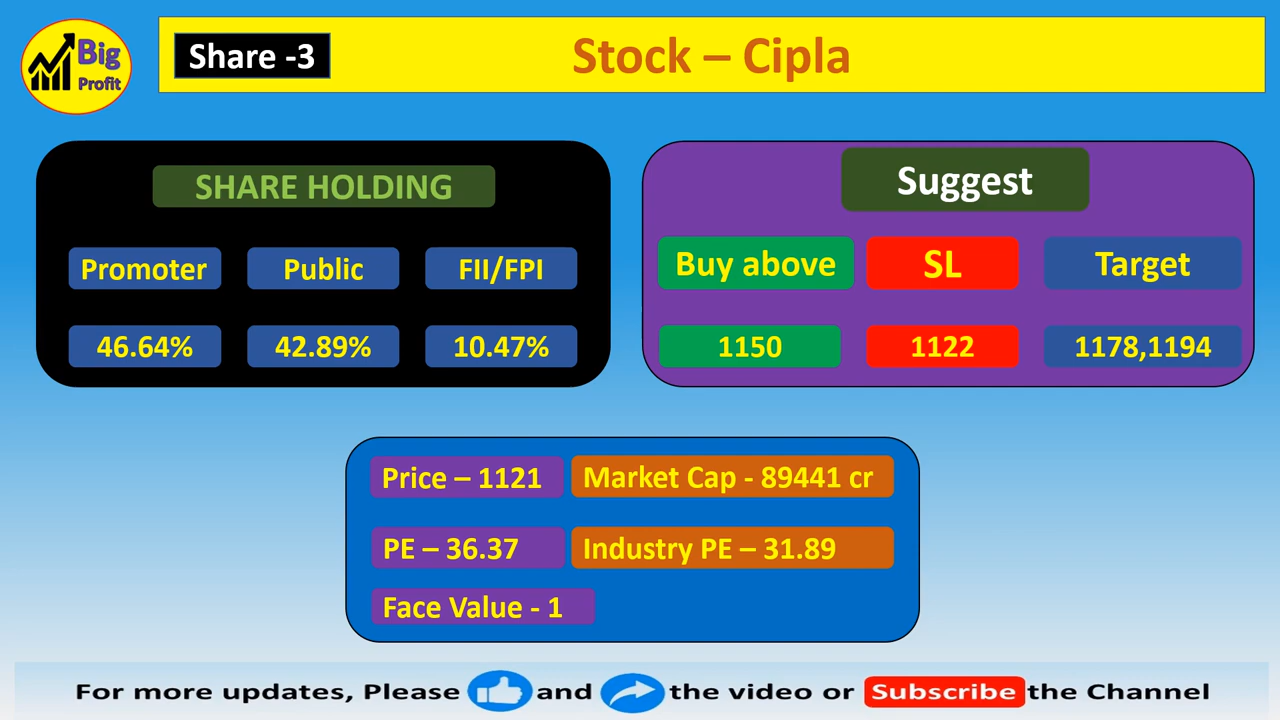 Big
Profit
Share -3
Stock – Cipla
SHARE HOLDING
Promoter
Public
FII/FPI
46.64%
42.89%
10.47%
Suggest
Buy above
SL
Target
1150
1122
1178,1194
Price – 1121
Market Cap - 89441 cr
PE – 36.37
Industry PE – 31.89
Face Value - 1
For more updates, Please and the video or Subscribe the Channel